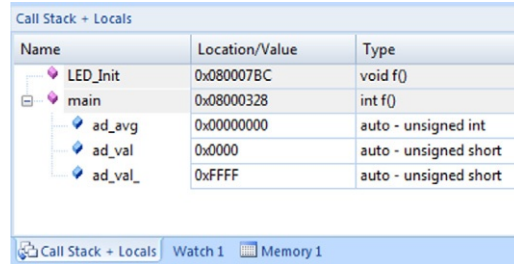 Call Stack + Locals
Name Location/Value Type
LED_Init 0x080007BC void f()
main 0x08000328 int f()
ad_avg 0x00000000 auto - unsigned int
ad_val 0x0000 auto - unsigned short
ad_val_ 0xFFFF auto - unsigned short
Call Stack + Locals Watch 1 Memory 1